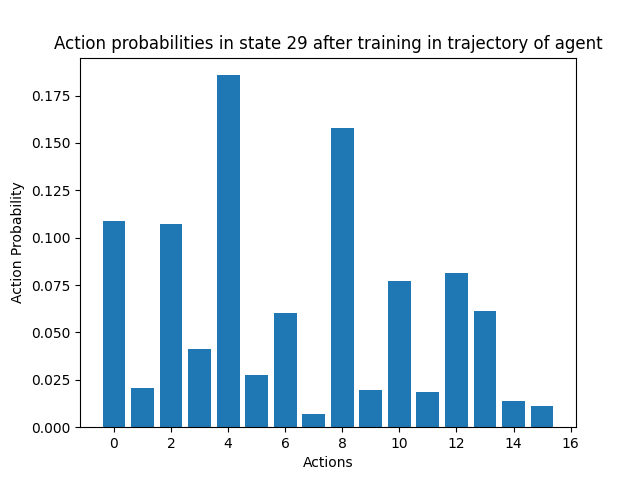 Action probabilities in state 29 after training in trajectory of agent
0.175
0.150
0.125
0.100
0.075
0.050
0.025
0.000
Action Probability
0 2 4 6 8 10 12 14 16
Actions